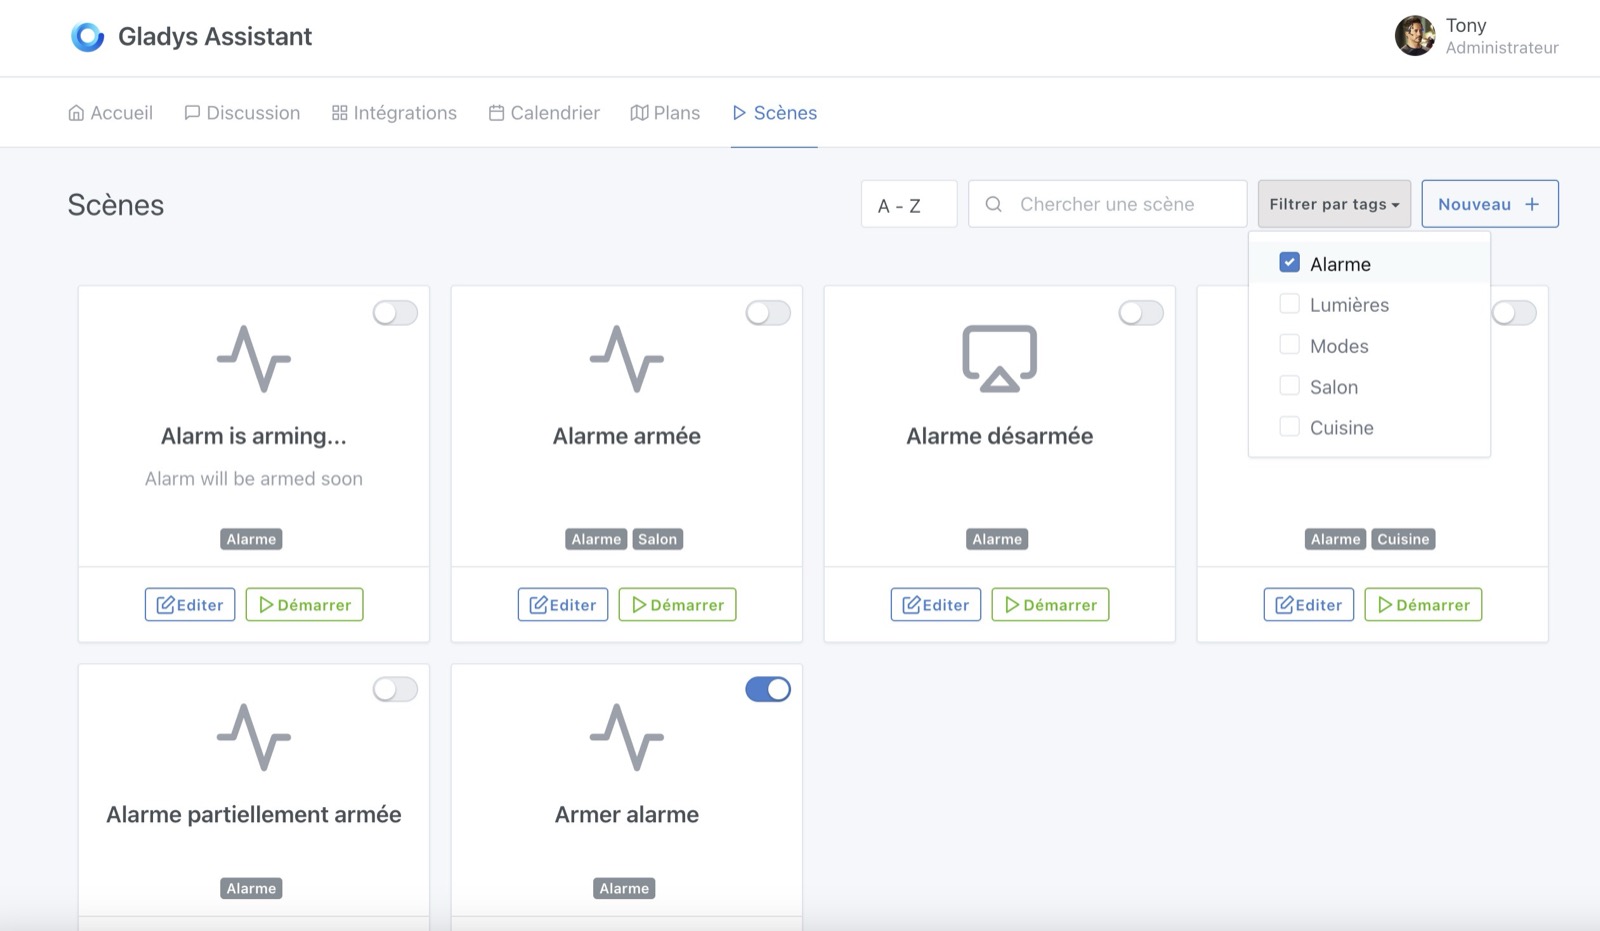 Gladys Assistant
Tony
Administrateur
Accueil
Discussion
Intégrations
Calendrier
Plans
Scènes
Scènes
A - Z
Chercher une scène
Filtrer par tags
Nouveau +
Alarme
Lumières
Modes
Salon
Cuisine
Alarm is arming...
Alarm will be armed soon
Alarme
Editer
Démarrer
Alarme armée
Alarme Salon
Editer
Démarrer
Alarme désarmée
Alarme
Editer
Démarrer
Alarme Cuisine
Editer
Démarrer
Alarme partiellement armée
Alarme
Armer alarme
Alarme